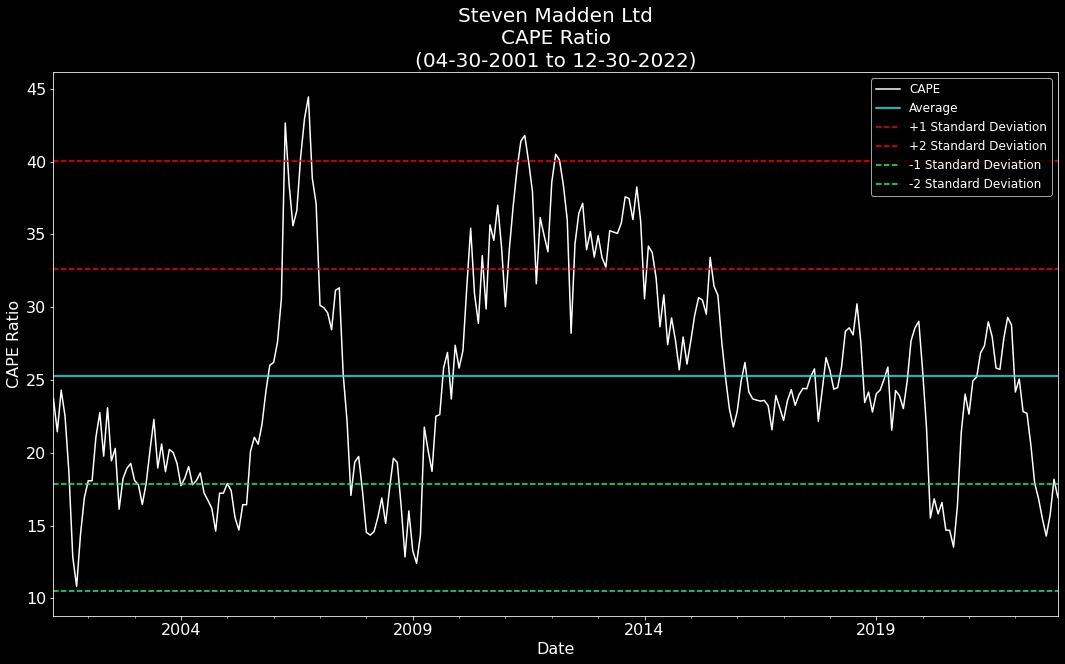 Steven Madden Ltd
CAPE Ratio
(04-30-2001 to 12-30-2022)
CAPE
Average
+1 Standard Deviation
+2 Standard Deviation
-1 Standard Deviation
-2 Standard Deviation
CAPE Ratio
45
40
35
30
25
20
15
10
2004 2009 2014 2019
Date